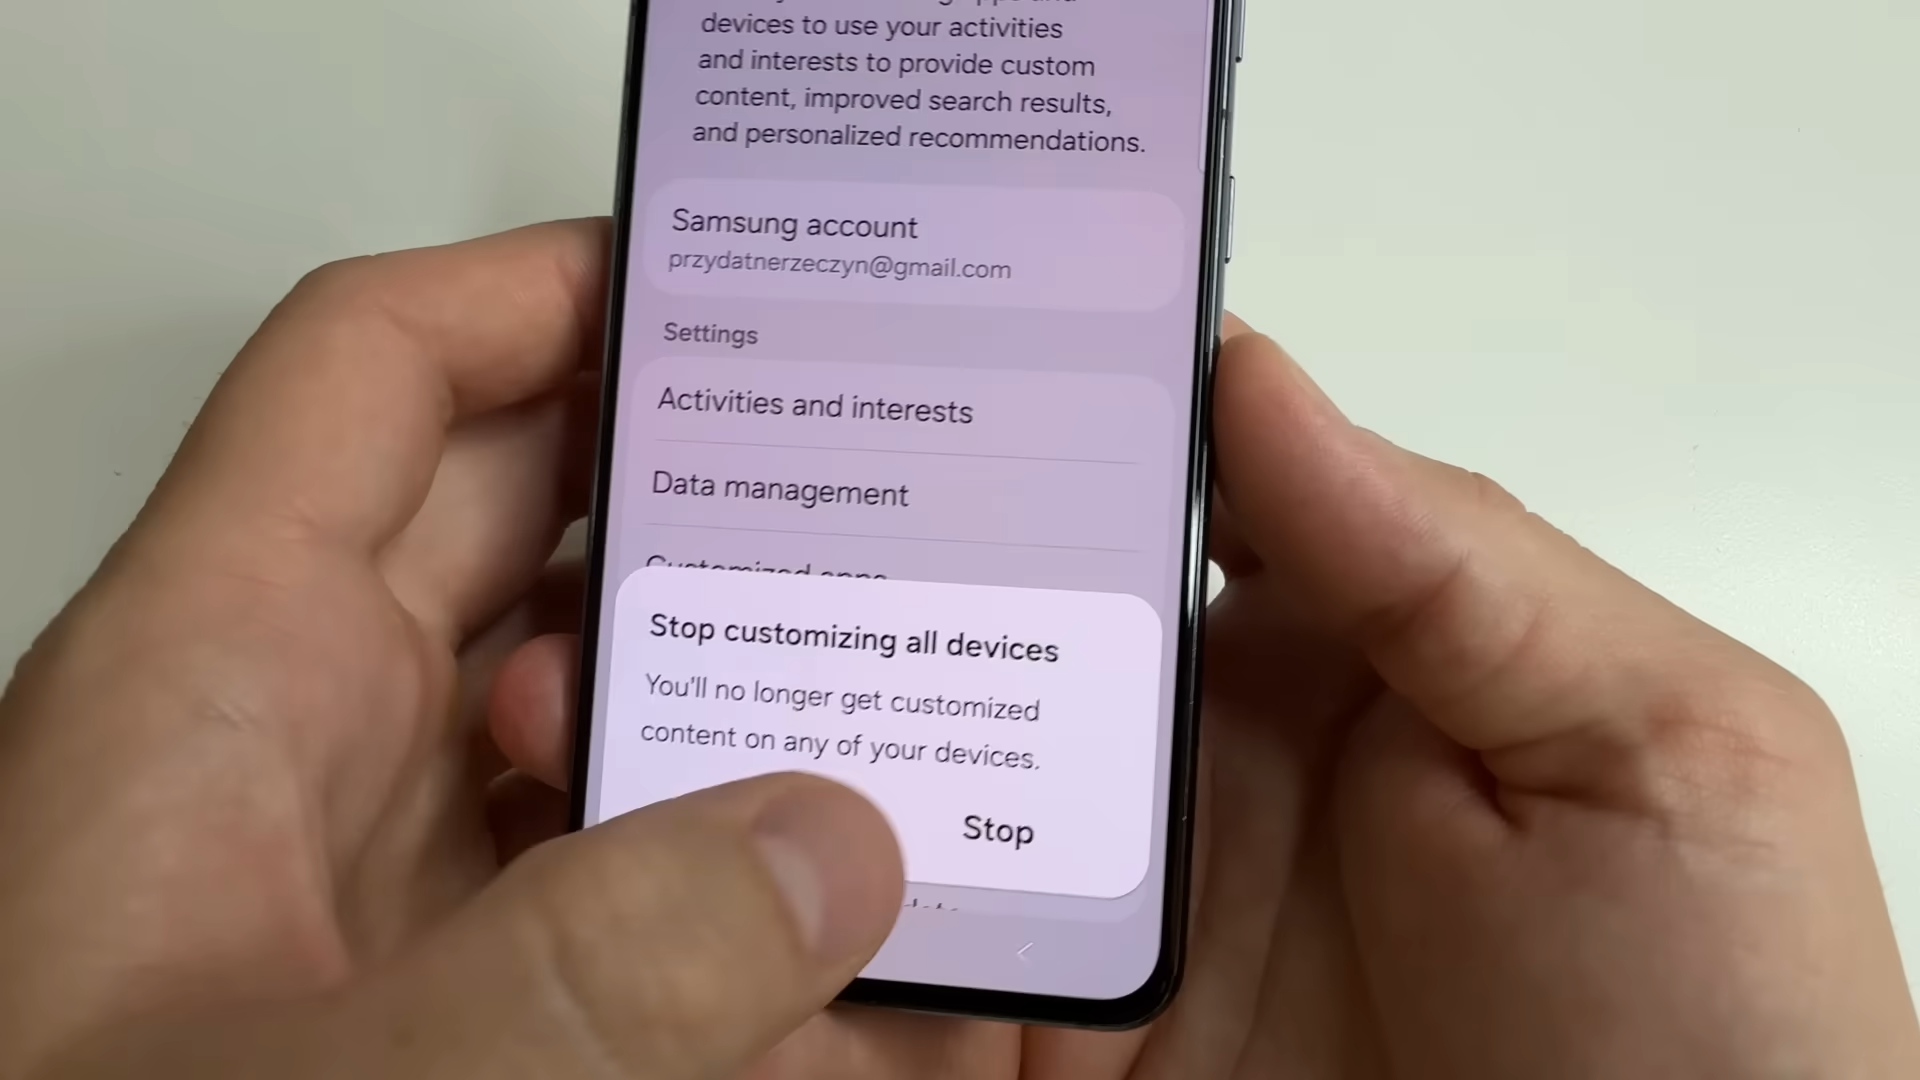 devices to use your activities
and interests to provide custom
content, improved search results,
and personalized recommendations.
Samsung account
przydatnerzeczyn@gmail.com
Settings
Activities and interests
Data management
Customized apps
Stop customizing all devices
You'll no longer get customized
content on any of your devices.
Stop